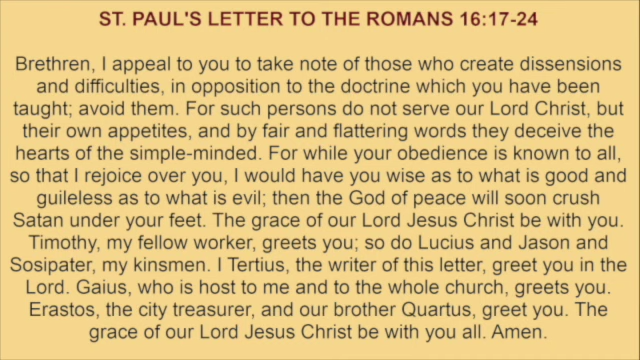 ST. PAUL'S LETTER TO THE ROMANS 16:17-24
Brethren, I appeal to you to take note of those who create dissensions
and difficulties, in opposition to the doctrine which you have been
taught; avoid them. For such persons do not serve our Lord Christ, but
their own appetites, and by fair and flattering words they deceive the
hearts of the simple-minded. For while your obedience is known to all,
so that I rejoice over you, I would have you wise as to what is good and
guileless as to what is evil; then the God of peace will soon crush
Satan under your feet. The grace of our Lord Jesus Christ be with you.
Timothy, my fellow worker, greets you; so do Lucius and Jason and
Sosipater, my kinsmen. I Tertius, the writer of this letter, greet you in the
Lord. Gaius, who is host to me and to the whole church, greets you.
Erastos, the city treasurer, and our brother Quartus, greet you. The
grace of our Lord Jesus Christ be with you all. Amen.